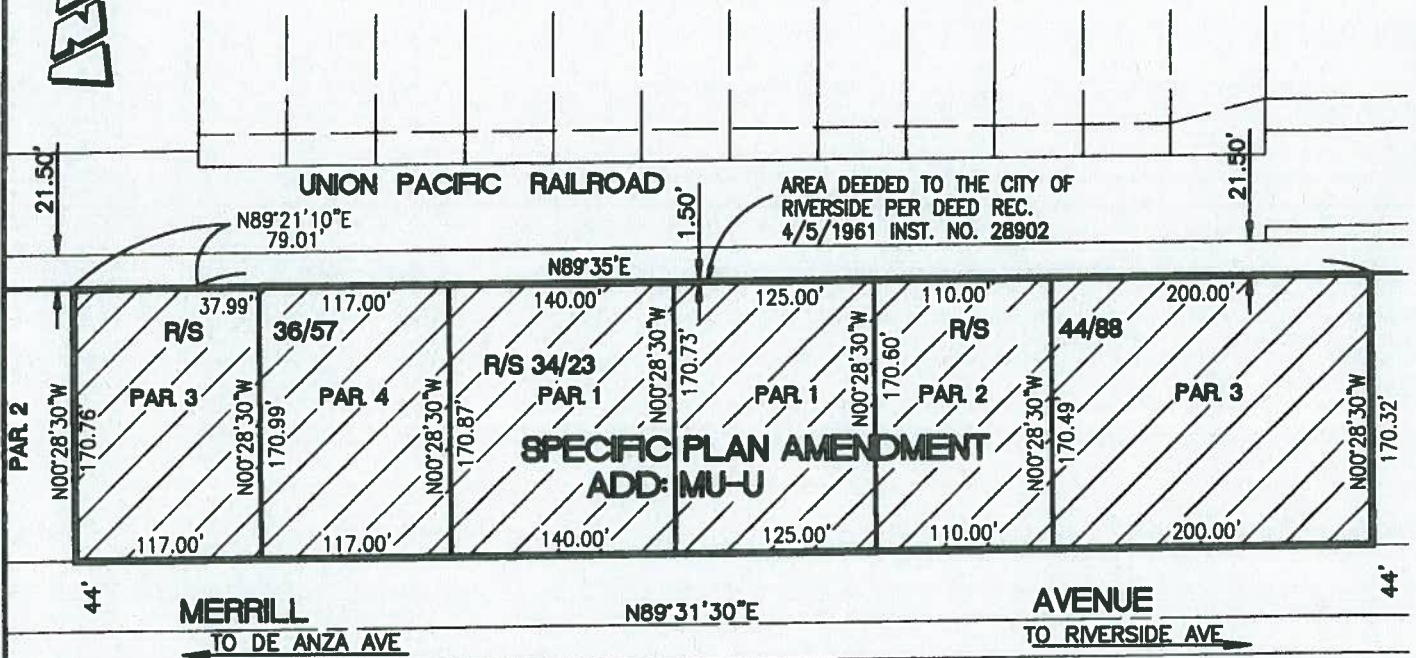 21.50'
UNION PACIFIC RAILROAD
1.50'
AREA DEEDED TO THE CITY OF
RIVERSIDE PER DEED REC.
4/5/1961 INST. NO. 28902
21.50'
N89°21'10"E
79.01'
N89°35'E
37.99'
117.00'
140.00'
125.00'
110.00'
200.00'
R/S
36/57
R/S 34/23
R/S
44/88
PAR. 2
N00°28'30"W
170.76'
PAR. 3
N00°28'30"W
170.99
PAR. 4
N00°28'30"W
170.87'
PAR. 1
N00°28'30"W
170.73'
PAR. 1
N00°28'30"W
170.60'
PAR. 2
N00°28'30"W
170.49'
PAR. 3
N00°28'30"W
170.32'
SPECIFIC PLAN AMENDMENT
ADD: MU-U
117.00'
117.00'
140.00'
125.00'
110.00'
200.00'
44'
MERRILL
N89°31'30"E
AVENUE
44'
TO DE ANZA AVE
TO RIVERSIDE AVE